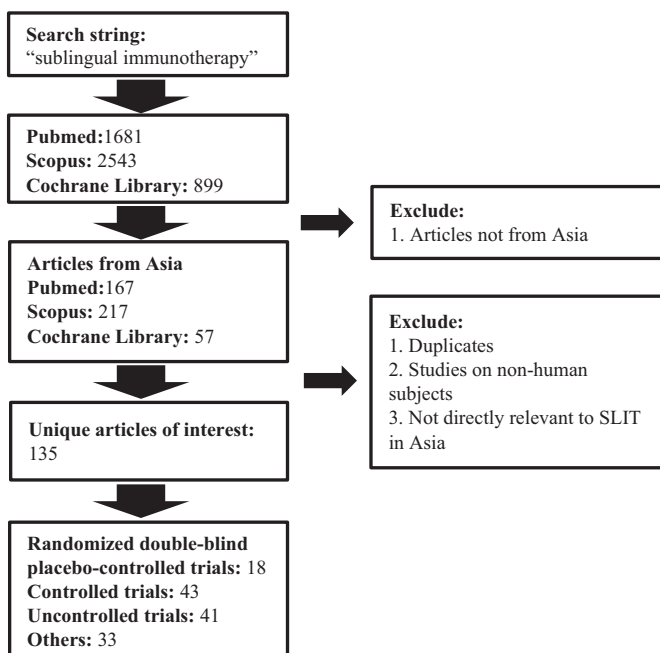 Search string:
“sublingual immunotherapy”
Pubmed:1681
Scopus: 2543
Cochrane Library: 899
Exclude:
1. Articles not from Asia
Articles from Asia
Pubmed:167
Scopus: 217
Cochrane Library: 57
Exclude:
1. Duplicates
2. Studies on non-human
subjects
3. Not directly relevant to SLIT
in Asia
Unique articles of interest:
135
Randomized double-blind
placebo-controlled trials: 18
Controlled trials: 43
Uncontrolled trials: 41
Others: 33